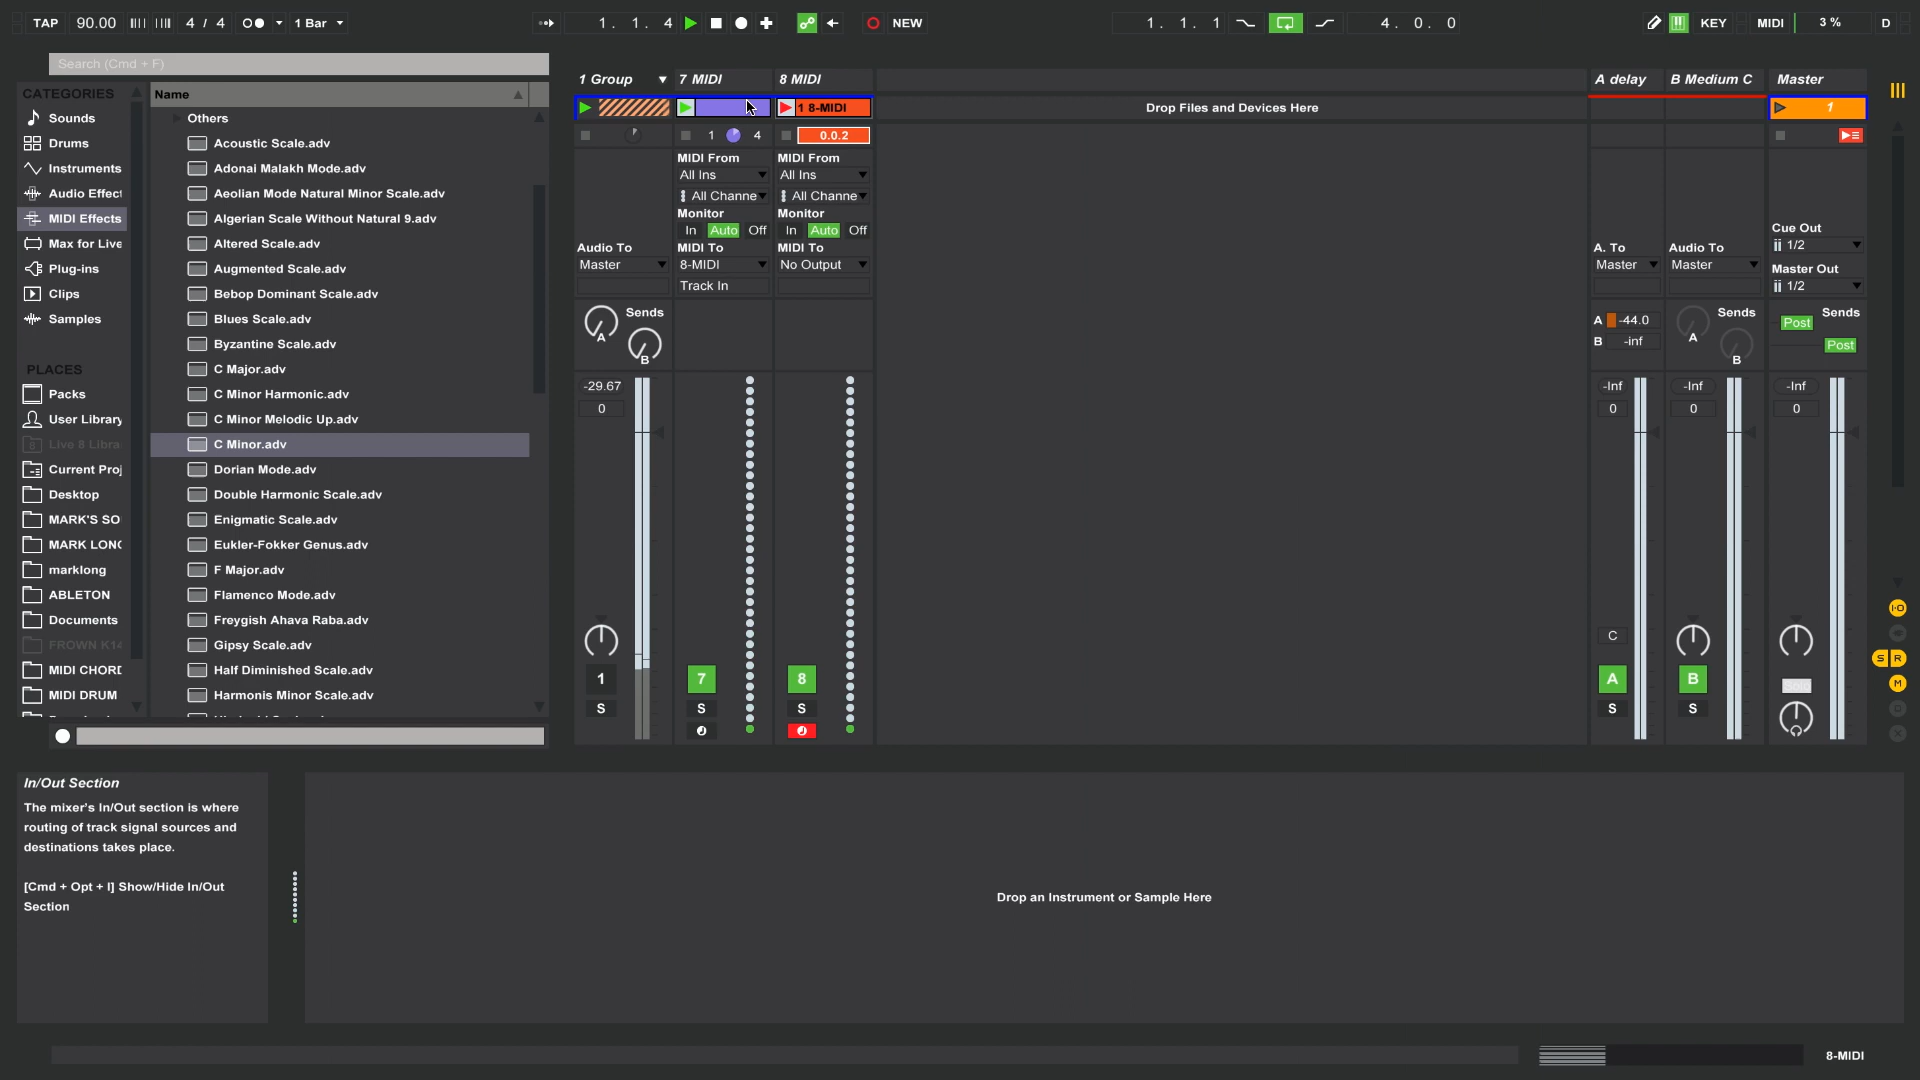 TAP 90.00 4 / 4 1 Bar 1. 1. 4 NEW 1. 1. 1 4. 0. 0 KEY MIDI 3 % D
Search (Cmd + F)
CATEGORIES
Sounds
Drums
Instruments
Audio Effect
MIDI Effects
Max for Live
Plug-ins
Clips
Samples
PLACES
Packs
User Library
Live 8 Libra
Current Proj
Desktop
MARK'S SO
MARK LONG
marklong
ABLETON
Documents
FROWN K14
MIDI CHORD
MIDI DRUM
Name
Others
Acoustic Scale.adv
Adonai Malakh Mode.adv
Aeolian Mode Natural Minor Scale.adv
Algerian Scale Without Natural 9.adv
Altered Scale.adv
Augmented Scale.adv
Bebop Dominant Scale.adv
Blues Scale.adv
Byzantine Scale.adv
C Major.adv
C Minor Harmonic.adv
C Minor Melodic Up.adv
C Minor.adv
Dorian Mode.adv
Double Harmonic Scale.adv
Enigmatic Scale.adv
Eukler-Fokker Genus.adv
F Major.adv
Flamenco Mode.adv
Freygish Ahava Raba.adv
Gipsy Scale.adv
Half Diminished Scale.adv
Harmonis Minor Scale.adv
1 Group
Audio To
Master
Sends
A
B
-29.67
0
1
S
7 MIDI
1 4
MIDI From
All Ins
All Channe
Monitor
In Auto Off
MIDI To
8-MIDI
Track In
7
S
8 MIDI
1 8-MIDI
0.0.2
MIDI From
All Ins
All Channe
Monitor
In Auto Off
MIDI To
No Output
8
S
Drop Files and Devices Here
A delay
A. To
Master
A -44.0
B -inf
-Inf
0
C
A
S
B Medium C
Audio To
Master
Sends
A
B
-Inf
0
B
S
Master
1
Cue Out
1/2
Master Out
1/2
Sends
Post
Post
-Inf
0
I-O
S R
M
In/Out Section
The mixer's In/Out section is where
routing of track signal sources and
destinations takes place.
[Cmd + Opt + I] Show/Hide In/Out
Section
Drop an Instrument or Sample Here
8-MIDI